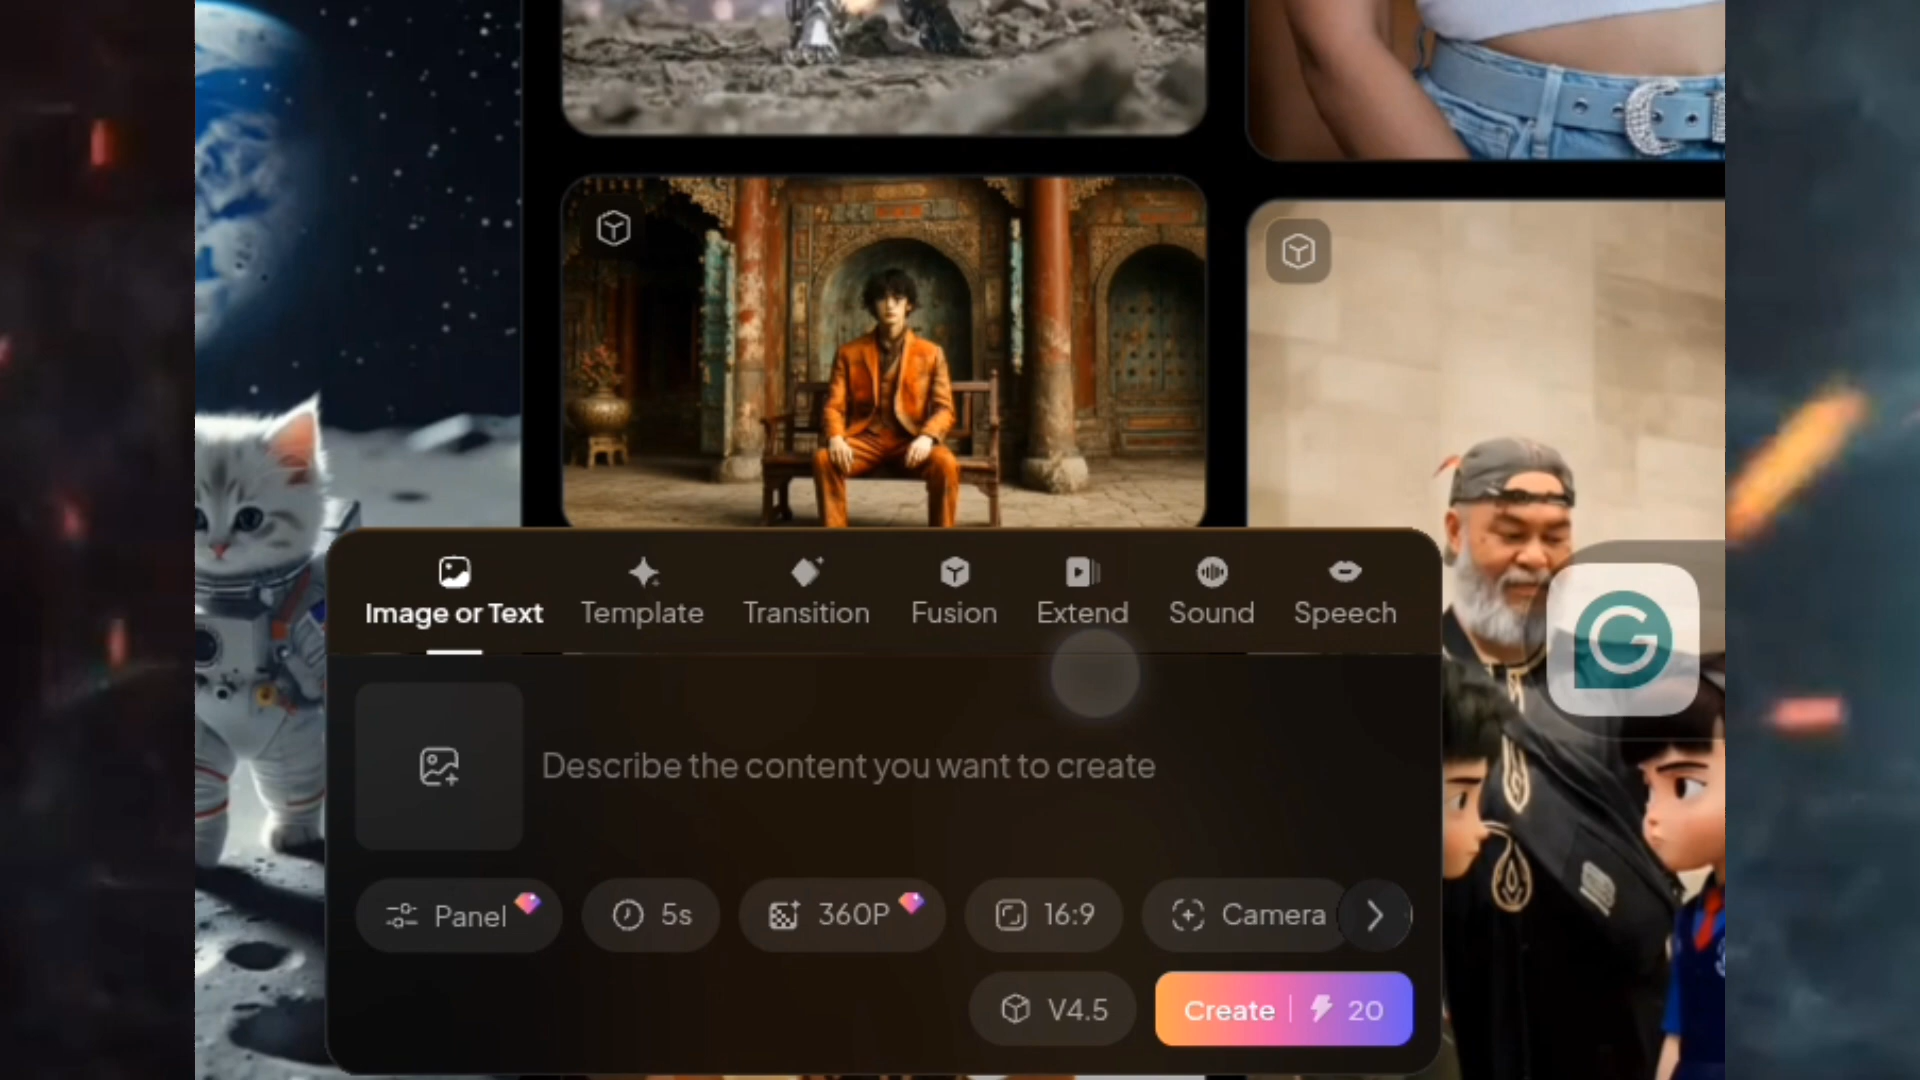 Image or Text Template Transition Fusion Extend Sound Speech
Describe the content you want to create
Panel 5s 360P 16:9 Camera
V4.5 Create 20